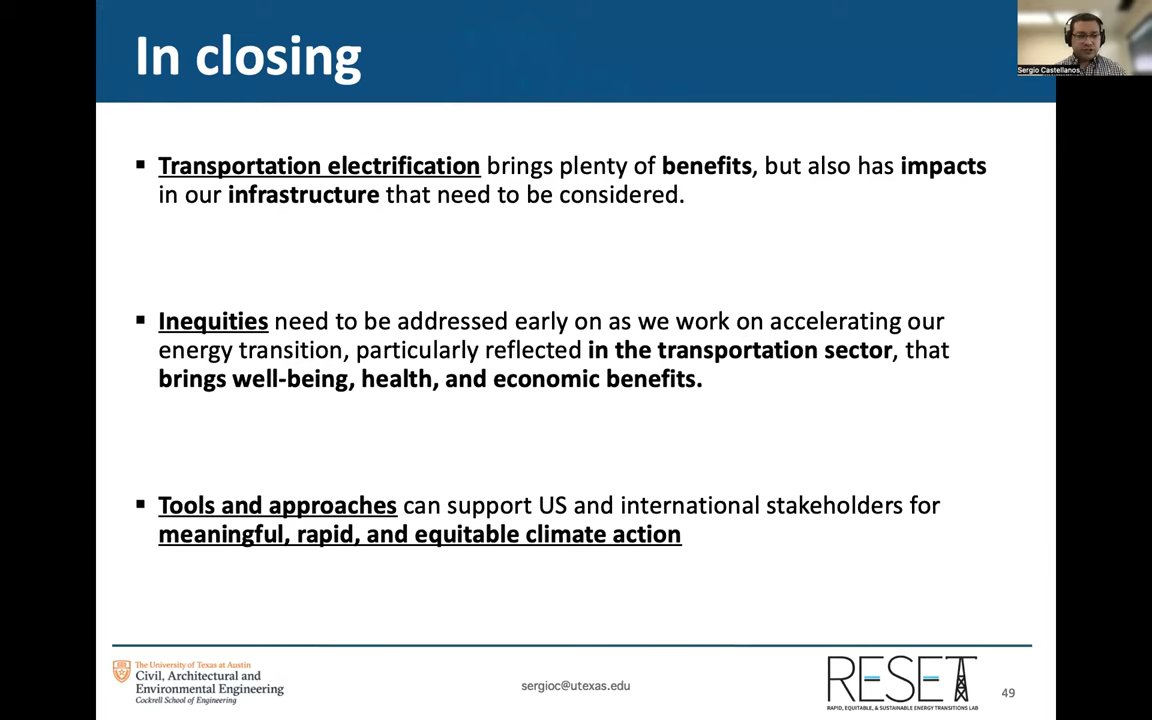 In closing
Sergio Castellanos
▪ Transportation electrification brings plenty of benefits, but also has impacts
in our infrastructure that need to be considered.
▪ Inequities need to be addressed early on as we work on accelerating our
energy transition, particularly reflected in the transportation sector, that
brings well-being, health, and economic benefits.
▪ Tools and approaches can support US and international stakeholders for
meaningful, rapid, and equitable climate action
The University of Texas at Austin
Civil, Architectural and
Environmental Engineering
Cockrell School of Engineering
sergioc@utexas.edu
RESET
RAPID, EQUITABLE, & SUSTAINABLE ENERGY TRANSITIONS LAB
49